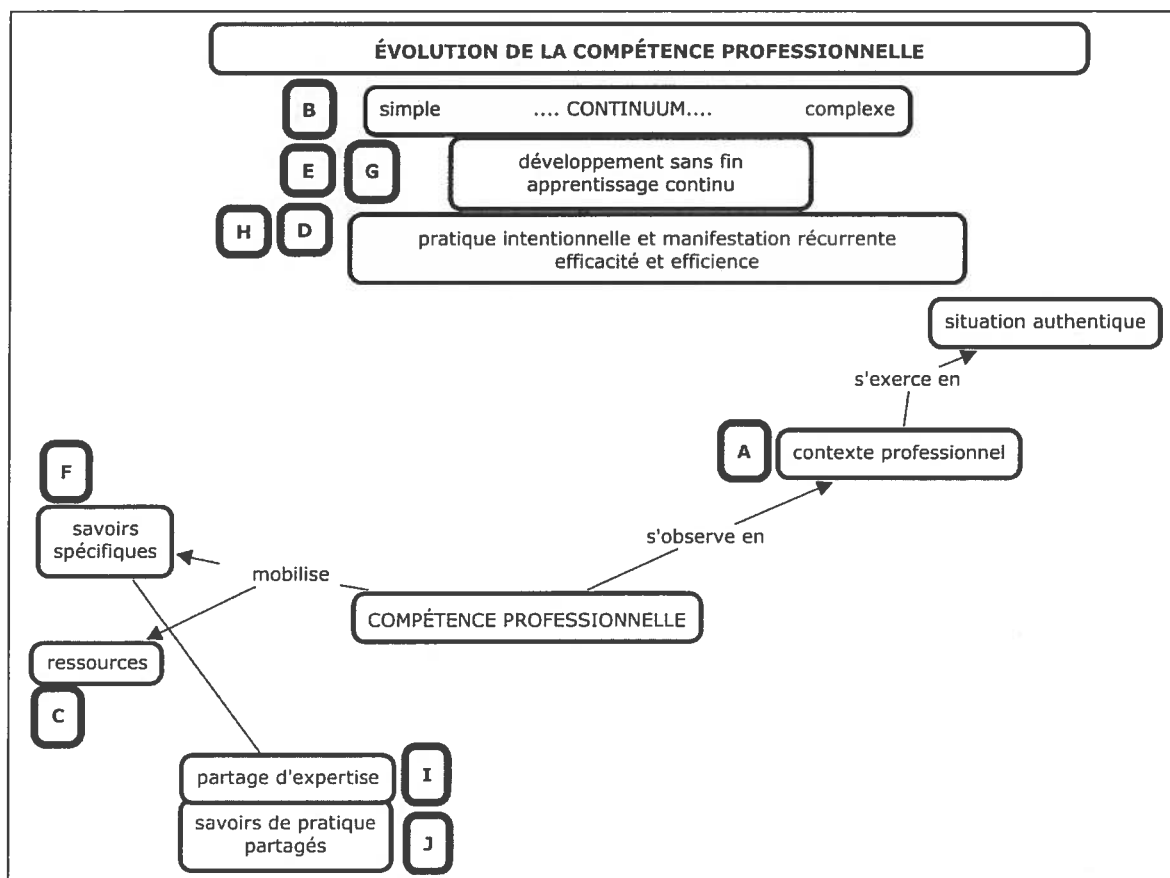 ÉVOLUTION DE LA COMPÉTENCE PROFESSIONNELLE
B
simple .... CONTINUUM.... complexe
E
G
développement sans fin
apprentissage continu
H
D
pratique intentionnelle et manifestation récurrente
efficacité et efficience
situation authentique
s'exerce en
A
contexte professionnel
F
savoirs
spécifiques
s'observe en
mobilise
COMPÉTENCE PROFESSIONNELLE
ressources
C
partage d'expertise
I
savoirs de pratique
partagés
J